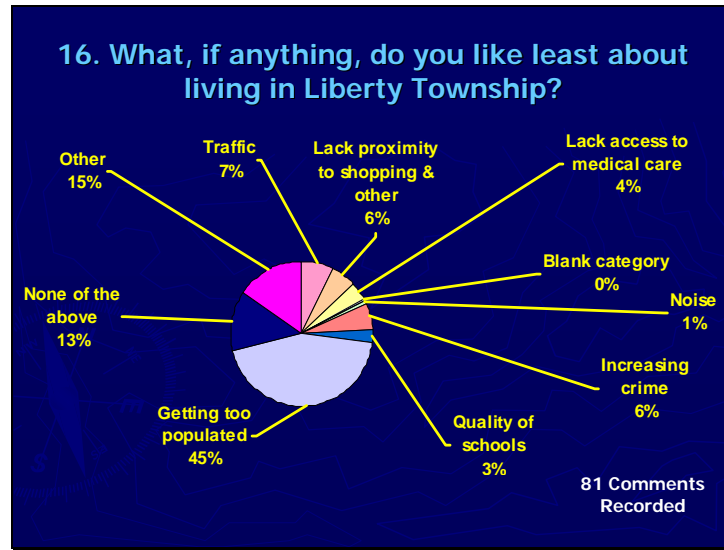 16. What, if anything, do you like least about
living in Liberty Township?
Other
15%
Traffic
7%
Lack proximity
to shopping &
other
6%
Lack access to
medical care
4%
Blank category
0%
Noise
1%
Increasing
crime
6%
Quality of
schools
3%
Getting too
populated
45%
None of the
above
13%
81 Comments
Recorded